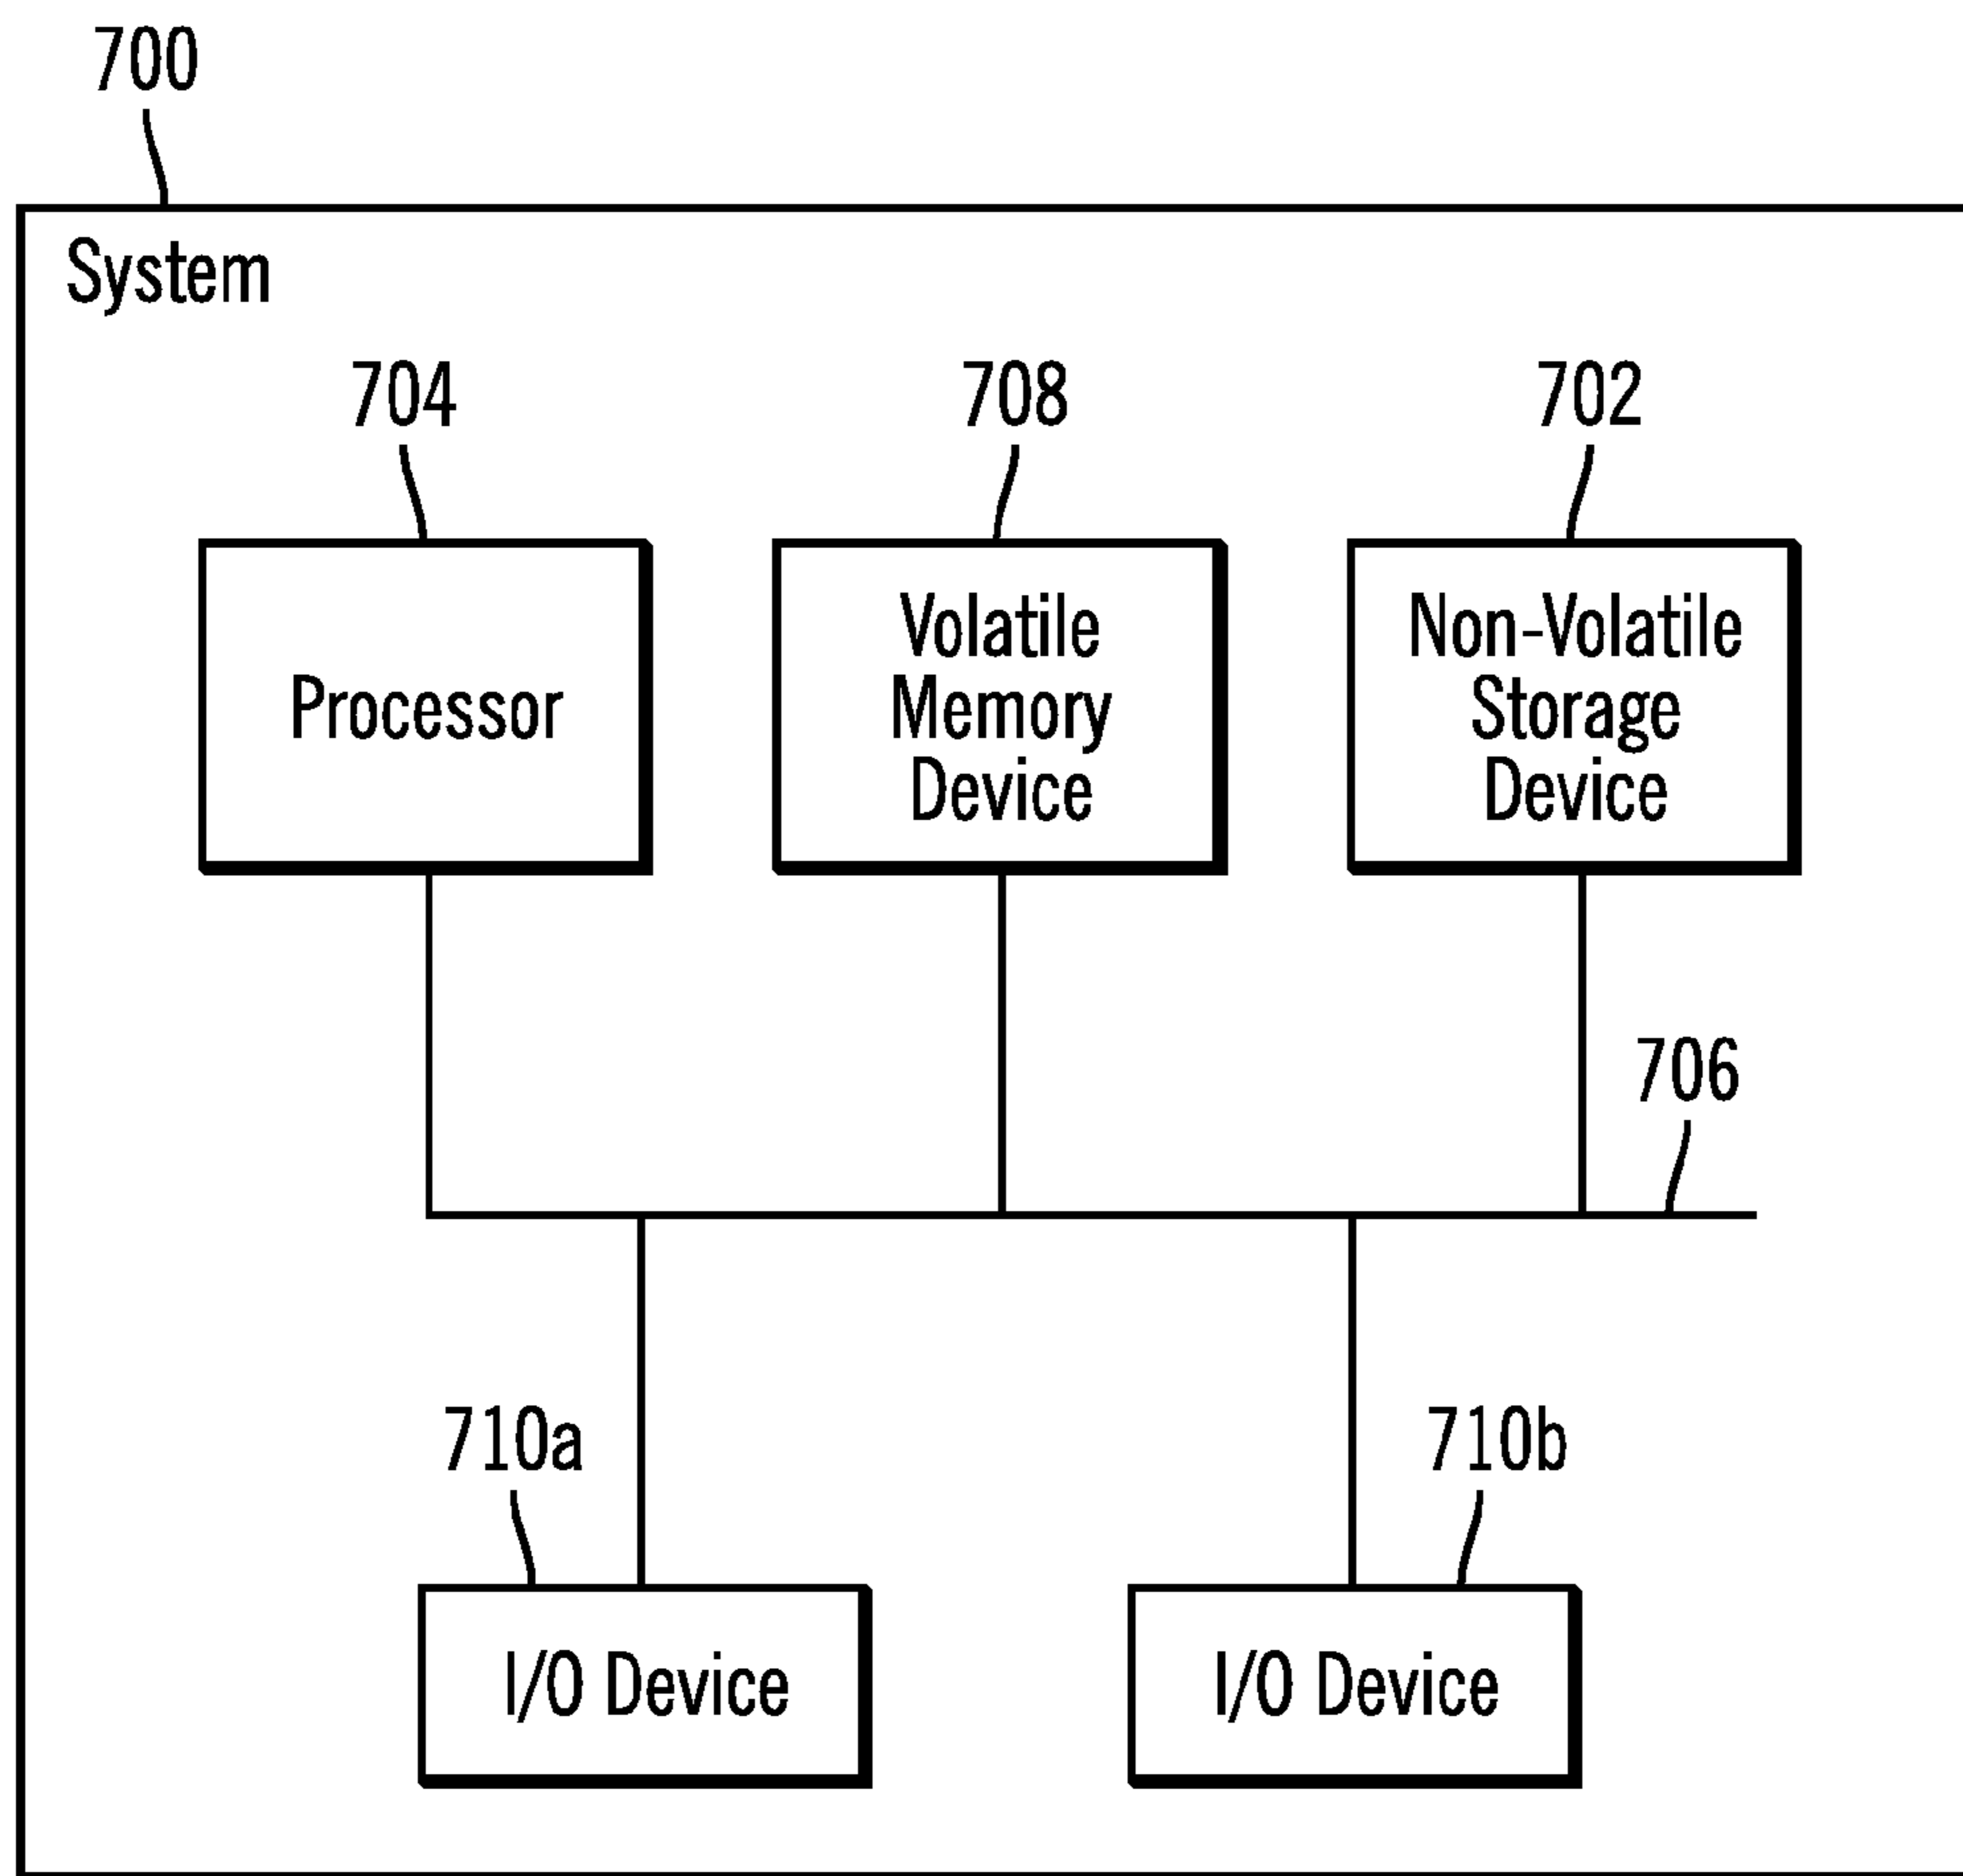 700
System
704
708
702
Processor
Volatile
Memory
Device
Non-Volatile
Storage
Device
706
710a
710b
I/O Device
I/O Device